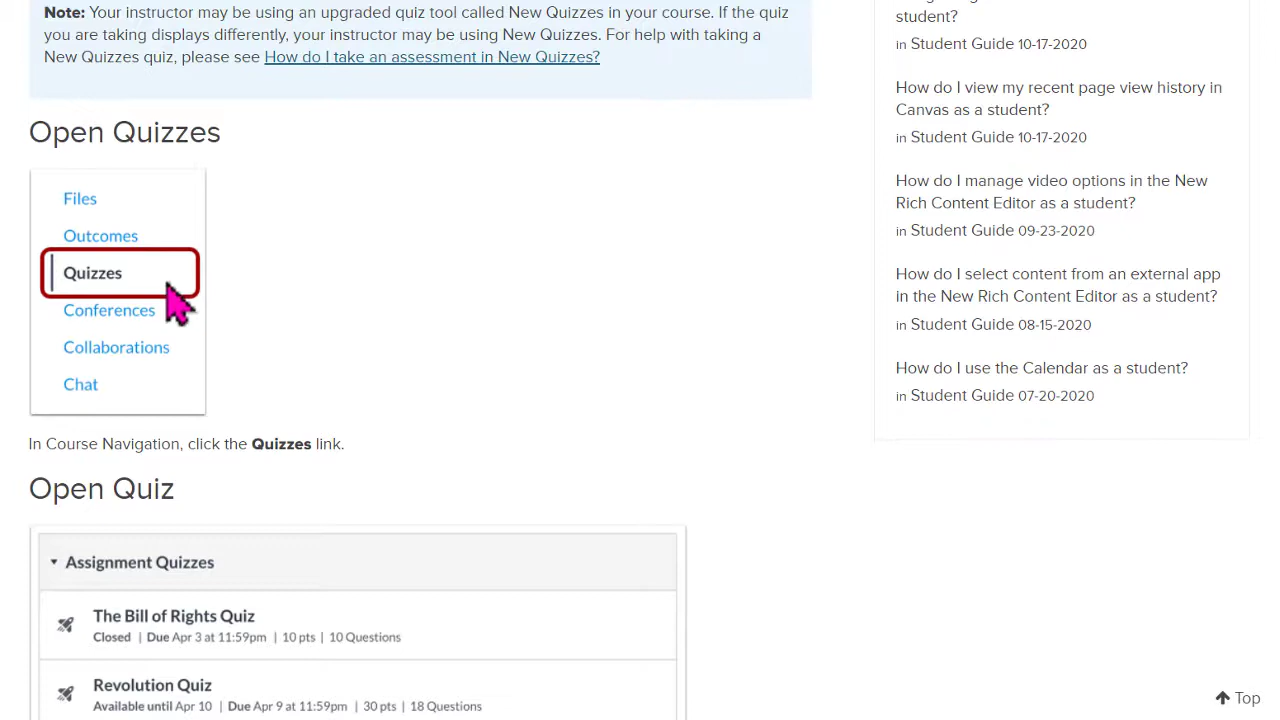 Note: Your instructor may be using an upgraded quiz tool called New Quizzes in your course. If the quiz
you are taking displays differently, your instructor may be using New Quizzes. For help with taking a
New Quizzes quiz, please see How do I take an assessment in New Quizzes?
Open Quizzes
Files
Outcomes
Quizzes
Conferences
Collaborations
Chat
In Course Navigation, click the Quizzes link.
Open Quiz
Assignment Quizzes
The Bill of Rights Quiz
Closed | Due Apr 3 at 11:59pm | 10 pts | 10 Questions
Revolution Quiz
Available until Apr 10 | Due Apr 9 at 11:59pm | 30 pts | 18 Questions
student?
in Student Guide 10-17-2020
How do I view my recent page view history in
Canvas as a student?
in Student Guide 10-17-2020
How do I manage video options in the New
Rich Content Editor as a student?
in Student Guide 09-23-2020
How do I select content from an external app
in the New Rich Content Editor as a student?
in Student Guide 08-15-2020
How do I use the Calendar as a student?
in Student Guide 07-20-2020
Top